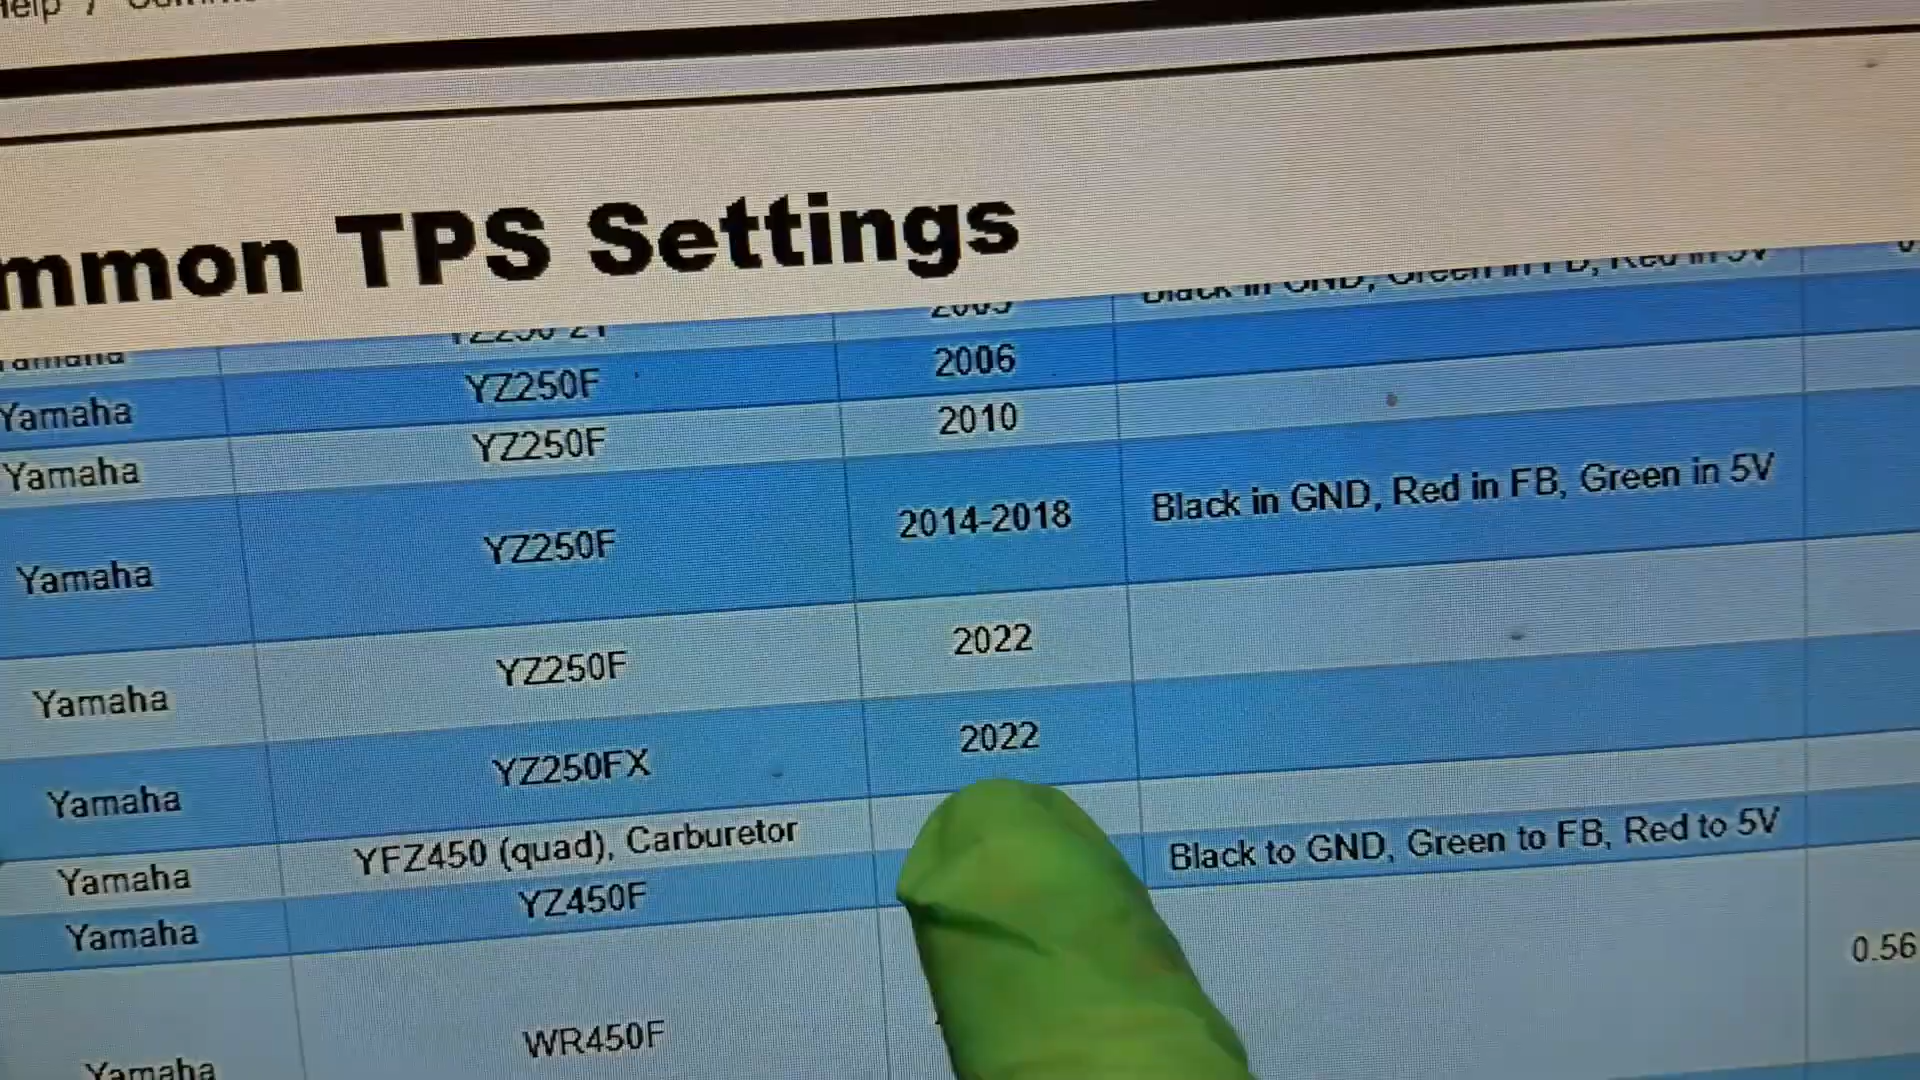 mmon TPS Settings
Yamaha YZ250F 2006
Yamaha YZ250F 2010
Yamaha YZ250F 2014-2018 Black in GND, Red in FB, Green in 5V
Yamaha YZ250F 2022
Yamaha YZ250FX 2022
Yamaha YFZ450 (quad), Carburetor
Yamaha YZ450F Black to GND, Green to FB, Red to 5V
Yamaha WR450F 0.56